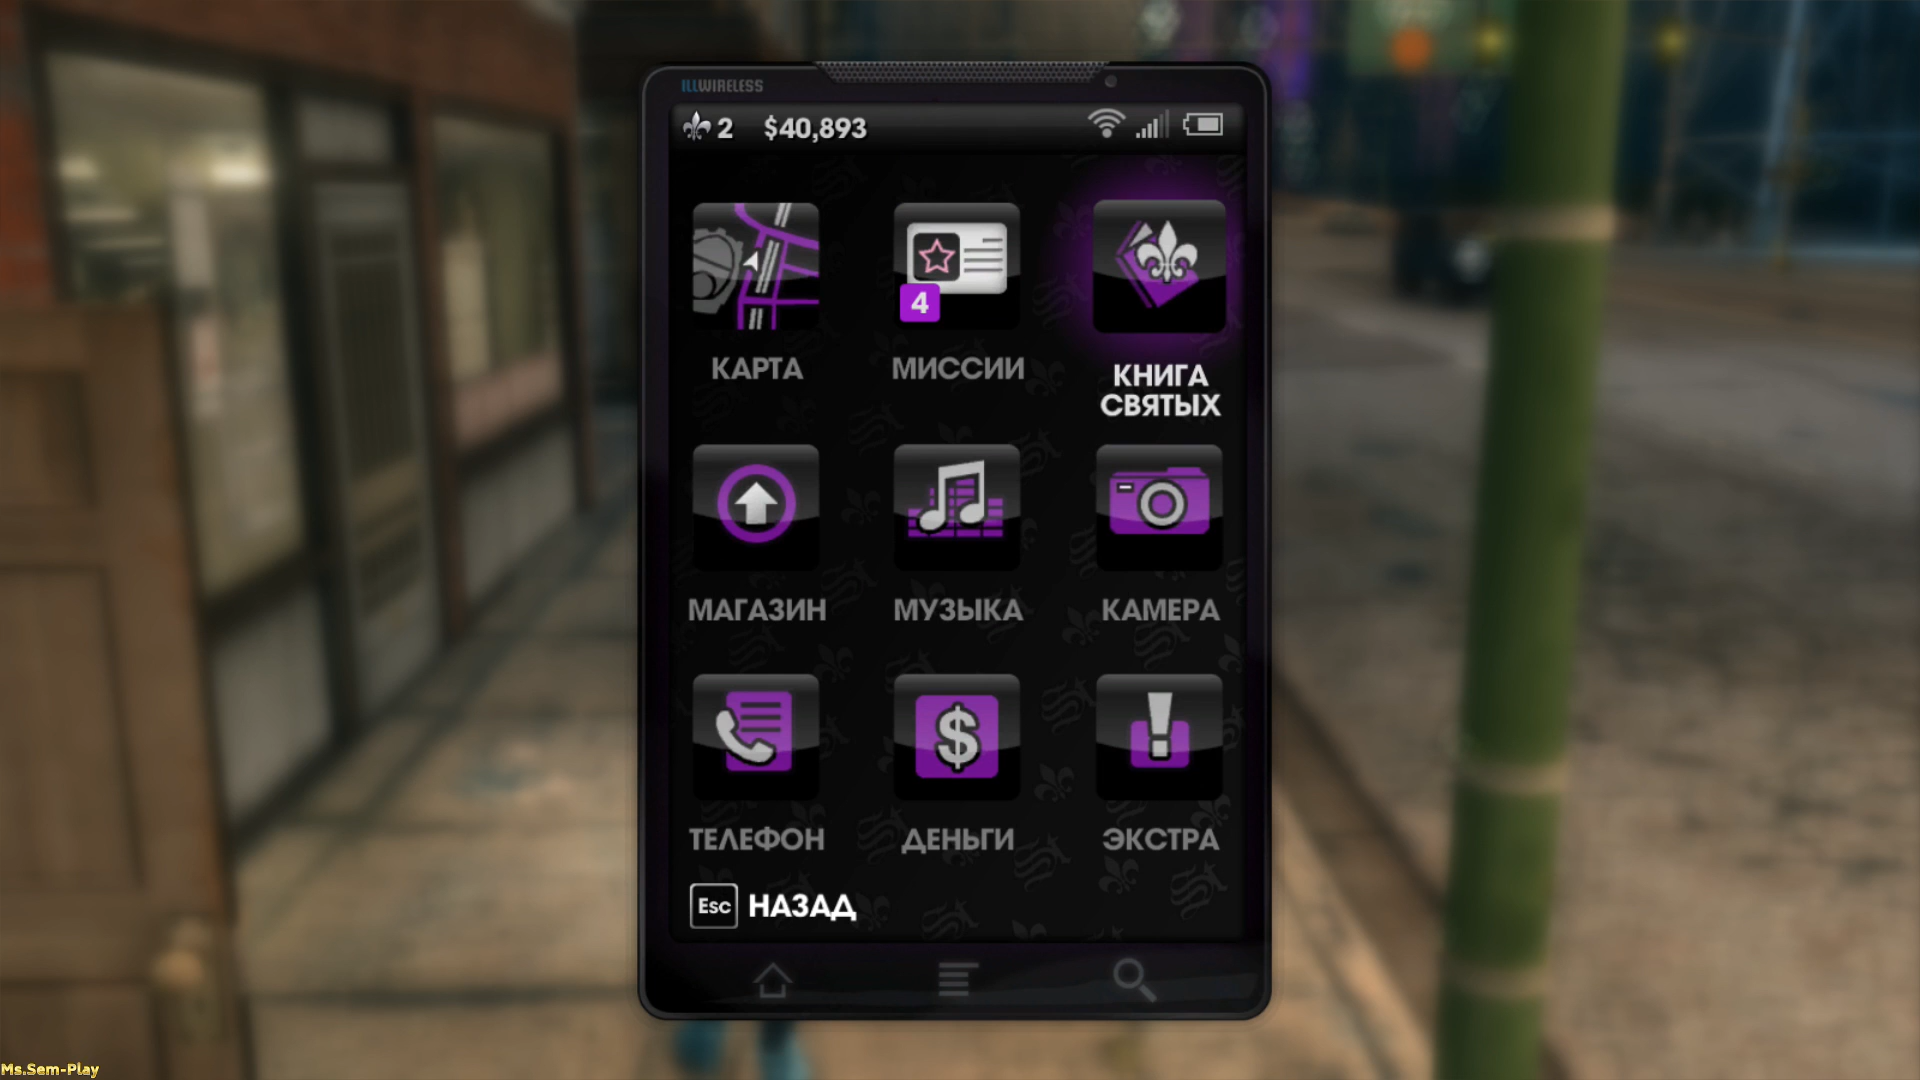 ILLWIRELESS
2 $40,893
4
КАРТА МИССИИ КНИГА
СВЯТЫХ
МАГАЗИН МУЗЫКА КАМЕРА
$
ТЕЛЕФОН ДЕНЬГИ ЭКСТРА
Esc НАЗАД
Ms.Sem-Play